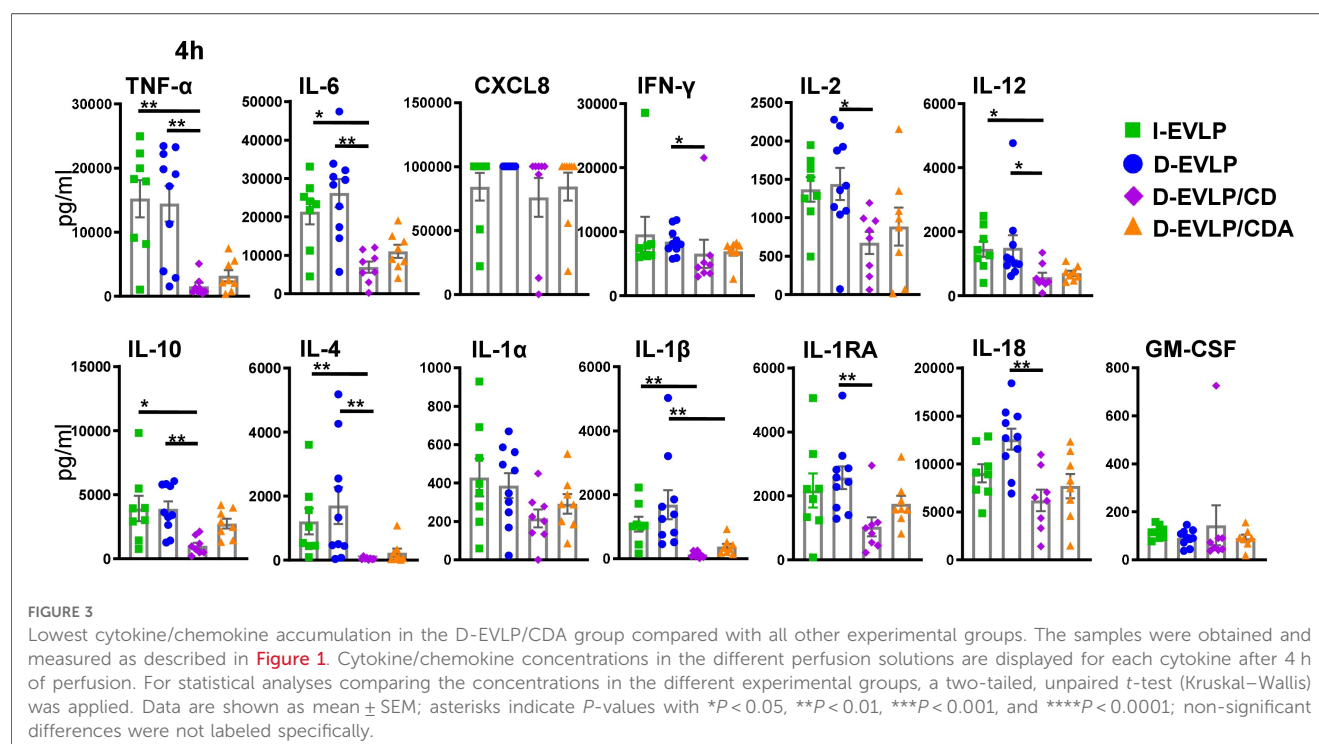 4h
TNF-α IL-6 CXCL8 IFN-γ IL-2 IL-12
30000 50000 150000 30000 2500 6000
** * * * *
** ** *
40000 2000
20000 100000 20000 4000
30000 1500
pg/ml
20000 1000
10000 50000 10000 2000
10000 500
0 0 0 0 0 0
I-EVLP
D-EVLP
D-EVLP/CD
D-EVLP/CDA
IL-10 IL-4 IL-1α IL-1β IL-1RA IL-18 GM-CSF
15000 6000 1000 6000 6000 20000 800
* ** ** ** **
** ** **
800 15000 600
10000 4000 4000 4000
600
pg/ml
10000 400
400
5000 2000 2000 2000
200 5000 200
0 0 0 0 0 0 0
FIGURE 3
Lowest cytokine/chemokine accumulation in the D-EVLP/CDA group compared with all other experimental groups. The samples were obtained and
measured as described in Figure 1. Cytokine/chemokine concentrations in the different perfusion solutions are displayed for each cytokine after 4 h
of perfusion. For statistical analyses comparing the concentrations in the different experimental groups, a two-tailed, unpaired t-test (Kruskal–Wallis)
was applied. Data are shown as mean ± SEM; asterisks indicate P-values with *P < 0.05, **P < 0.01, ***P < 0.001, and ****P < 0.0001; non-significant
differences were not labeled specifically.